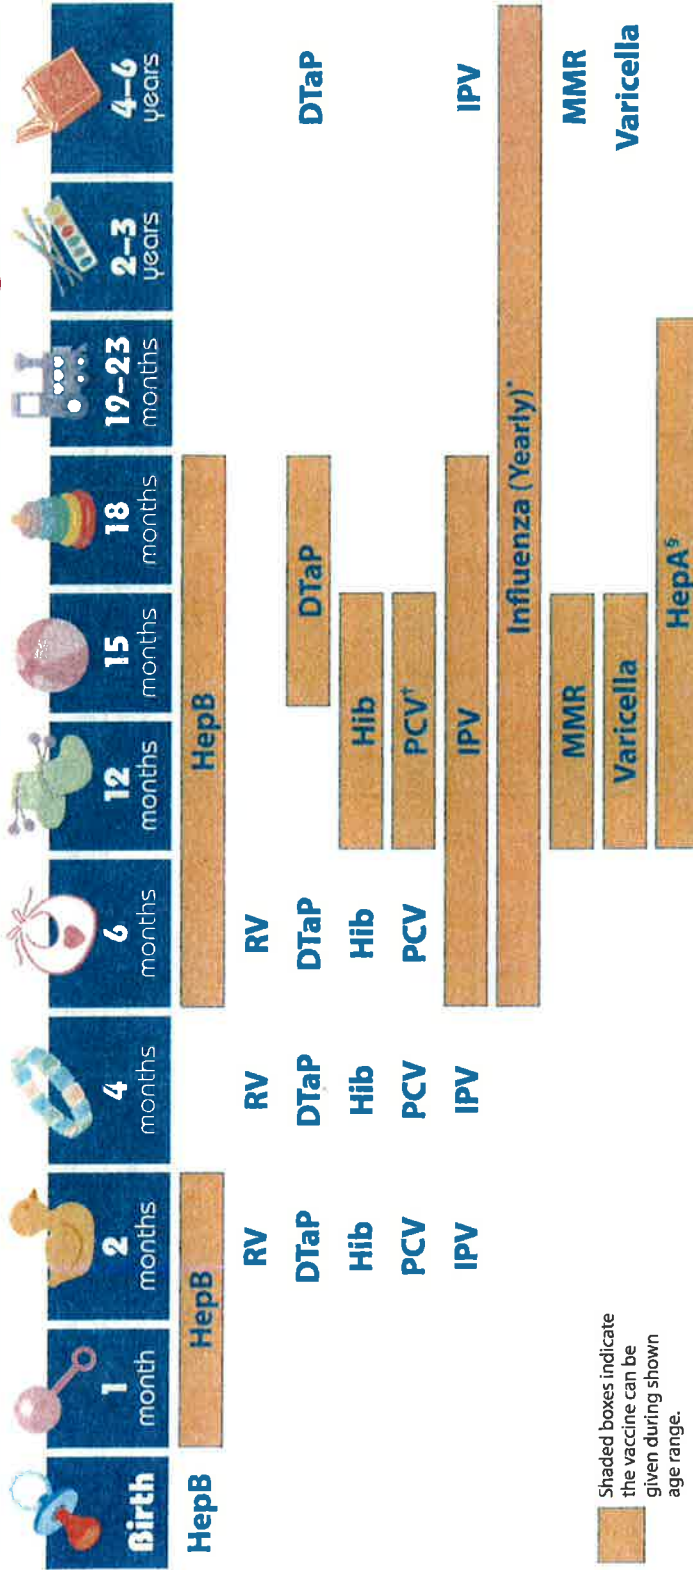 Birth
1
month
2
months
4
months
6
months
12
months
15
months
18
months
19–23
months
2–3
years
4–6
years
HepB
HepB
HepB
RV
RV
RV
DTaP
DTaP
DTaP
DTaP
DTaP
Hib
Hib
Hib
Hib
PCV
PCV
PCV
PCV†
IPV
IPV
IPV
IPV
Influenza (Yearly)*
MMR
MMR
Varicella
Varicella
HepA§
Shaded boxes indicate
the vaccine can be
given during shown
age range.